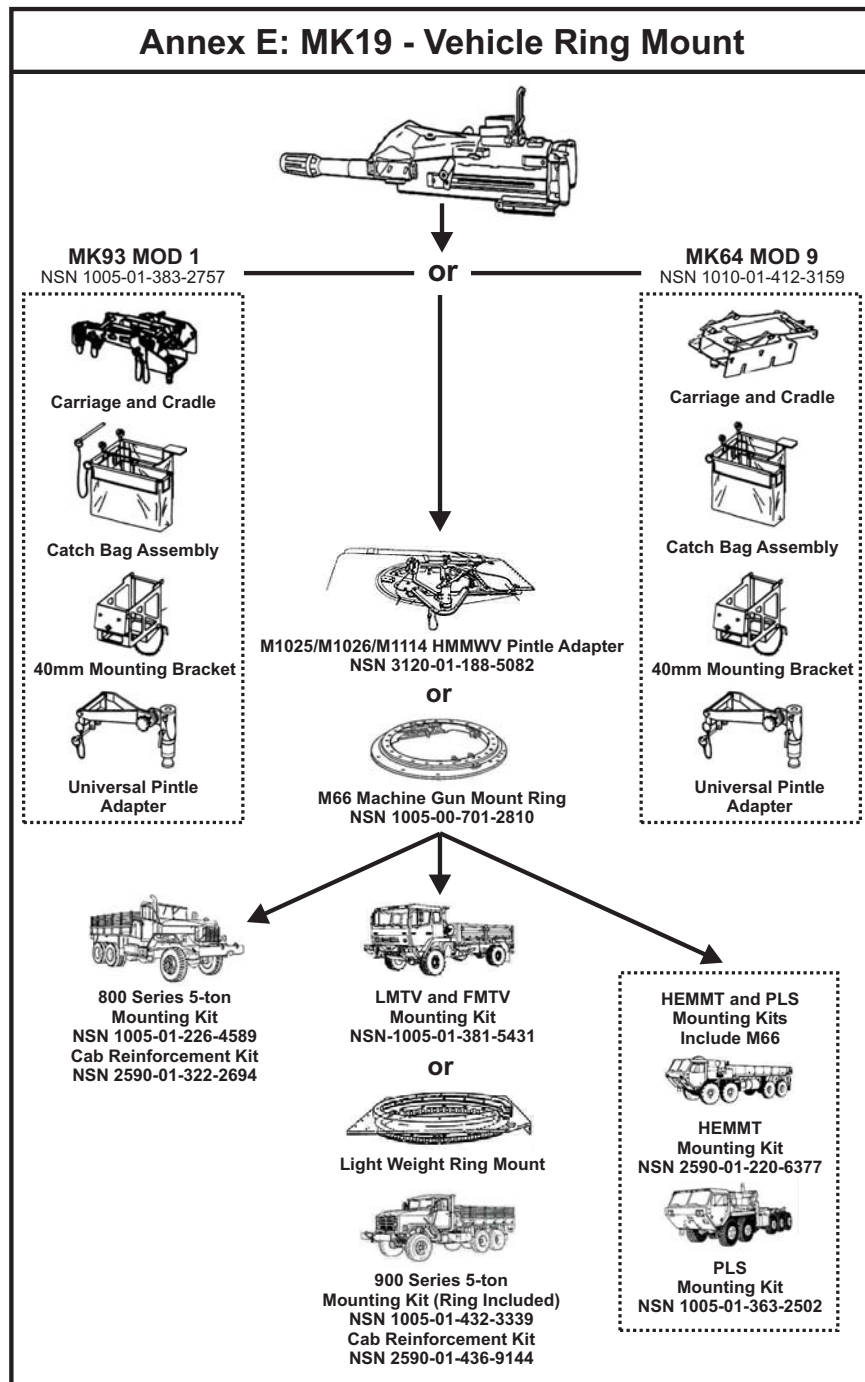 Annex E: MK19 - Vehicle Ring Mount
MK93 MOD 1
NSN 1005-01-383-2757
or
MK64 MOD 9
NSN 1010-01-412-3159
Carriage and Cradle
Catch Bag Assembly
40mm Mounting Bracket
Universal Pintle
Adapter
Carriage and Cradle
Catch Bag Assembly
40mm Mounting Bracket
Universal Pintle
Adapter
M1025/M1026/M1114 HMMWV Pintle Adapter
NSN 3120-01-188-5082
or
M66 Machine Gun Mount Ring
NSN 1005-00-701-2810
800 Series 5-ton
Mounting Kit
NSN 1005-01-226-4589
Cab Reinforcement Kit
NSN 2590-01-322-2694
LMTV and FMTV
Mounting Kit
NSN-1005-01-381-5431
or
Light Weight Ring Mount
900 Series 5-ton
Mounting Kit (Ring Included)
NSN 1005-01-432-3339
Cab Reinforcement Kit
NSN 2590-01-436-9144
HEMMT and PLS
Mounting Kits
Include M66
HEMMT
Mounting Kit
NSN 2590-01-220-6377
PLS
Mounting Kit
NSN 1005-01-363-2502